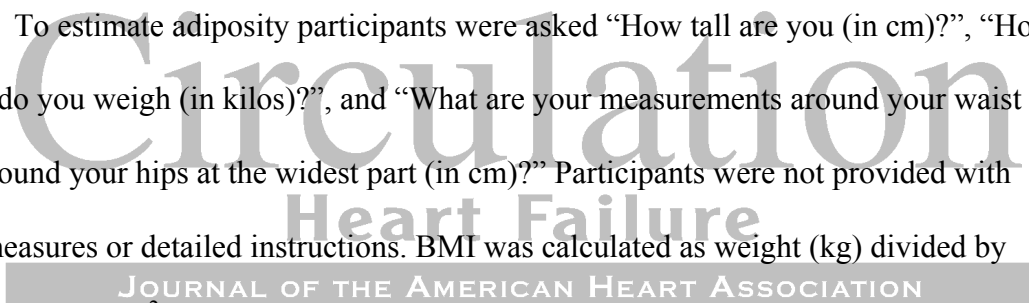 To estimate adiposity participants were asked “How tall are you (in cm)?”, “Ho
do you weigh (in kilos)?”, and “What are your measurements around your waist
Circulation
ound your hips at the widest part (in cm)?” Participants were not provided with
Heart Failure
neasures or detailed instructions. BMI was calculated as weight (kg) divided by
JOURNAL OF THE AMERICAN HEART ASSOCIATION